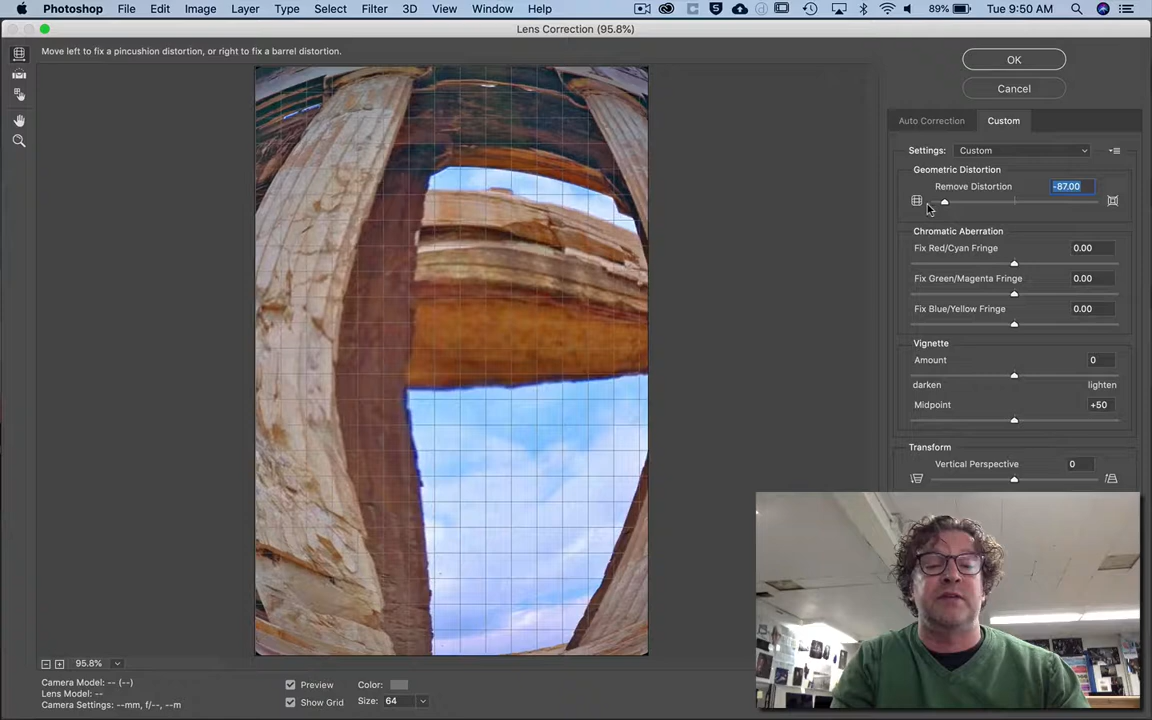 Photoshop File Edit Image Layer Type Select Filter 3D View Window Help 89% Tue 9:50 AM
Lens Correction (95.8%)
Move left to fix a pincushion distortion, or right to fix a barrel distortion.
OK
Cancel
Auto Correction Custom
Settings: Custom
Geometric Distortion
Remove Distortion -87.00
Chromatic Aberration
Fix Red/Cyan Fringe 0.00
Fix Green/Magenta Fringe 0.00
Fix Blue/Yellow Fringe 0.00
Vignette
Amount 0
darken lighten
Midpoint +50
Transform
Vertical Perspective 0
95.8%
Camera Model: -- (--)
Lens Model: --
Camera Settings: --mm, f/--, --m
Preview
Show Grid
Color:
Size: 64